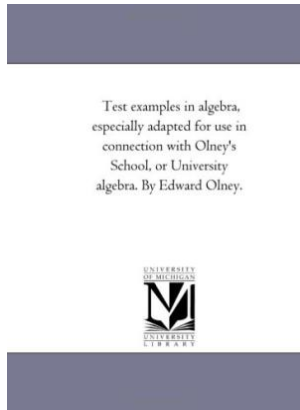 Test examples in algebra,
especially adapted for use in
connection with Olney's
School, or University
algebra. By Edward Olney.
UNIVERSITY
OF MICHIGAN
UNIVERSITY
LIBRARY